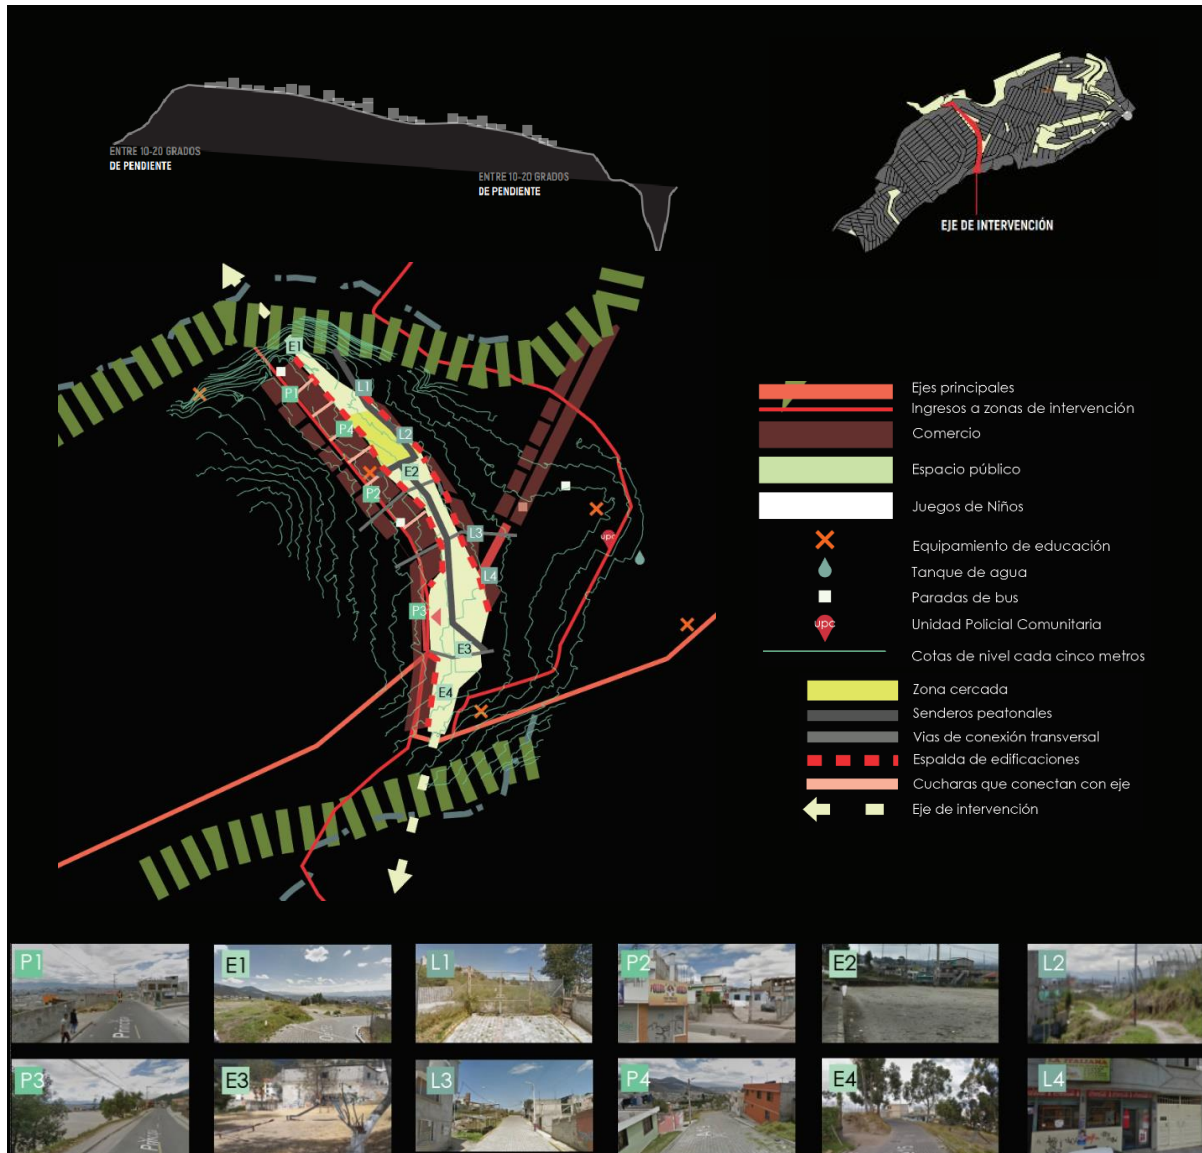 ENTRE 10-20 GRADOS
DE PENDIENTE
ENTRE 10-20 GRADOS
DE PENDIENTE
EJE DE INTERVENCIÓN
E1
P1
L1
P4
L2
E2
P2
L3
L4
P3
E3
E4
upc
Ejes principales
Ingresos a zonas de intervención
Comercio
Espacio público
Juegos de Niños
Equipamiento de educación
Tanque de agua
Paradas de bus
upc
Unidad Policial Comunitaria
Cotas de nivel cada cinco metros
Zona cercada
Senderos peatonales
Vias de conexión transversal
Espalda de edificaciones
Cucharas que conectan con eje
Eje de intervención
P1
E1
L1
P2
E2
L2
P3
E3
L3
P4
E4
L4